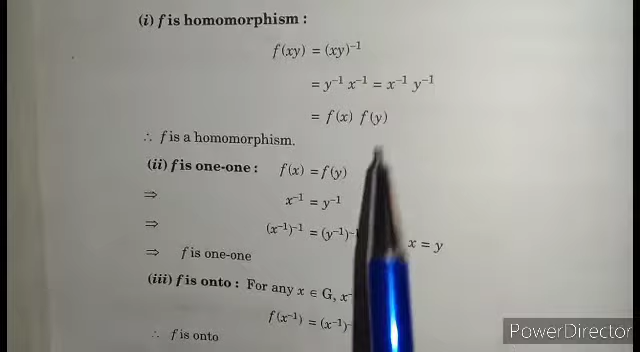 (i) f is homomorphism :
f(xy) = (xy)⁻¹
= y⁻¹ x⁻¹ = x⁻¹ y⁻¹
= f(x) f(y)
∴ f is a homomorphism.
(ii) f is one-one : f(x) = f(y)
⇒ x⁻¹ = y⁻¹
⇒ (x⁻¹)⁻¹ = (y⁻¹)⁻ x = y
⇒ f is one-one
(iii) f is onto : For any x ∈ G, x⁻
f(x⁻¹) = (x⁻¹)⁻
∴ f is onto
PowerDirector